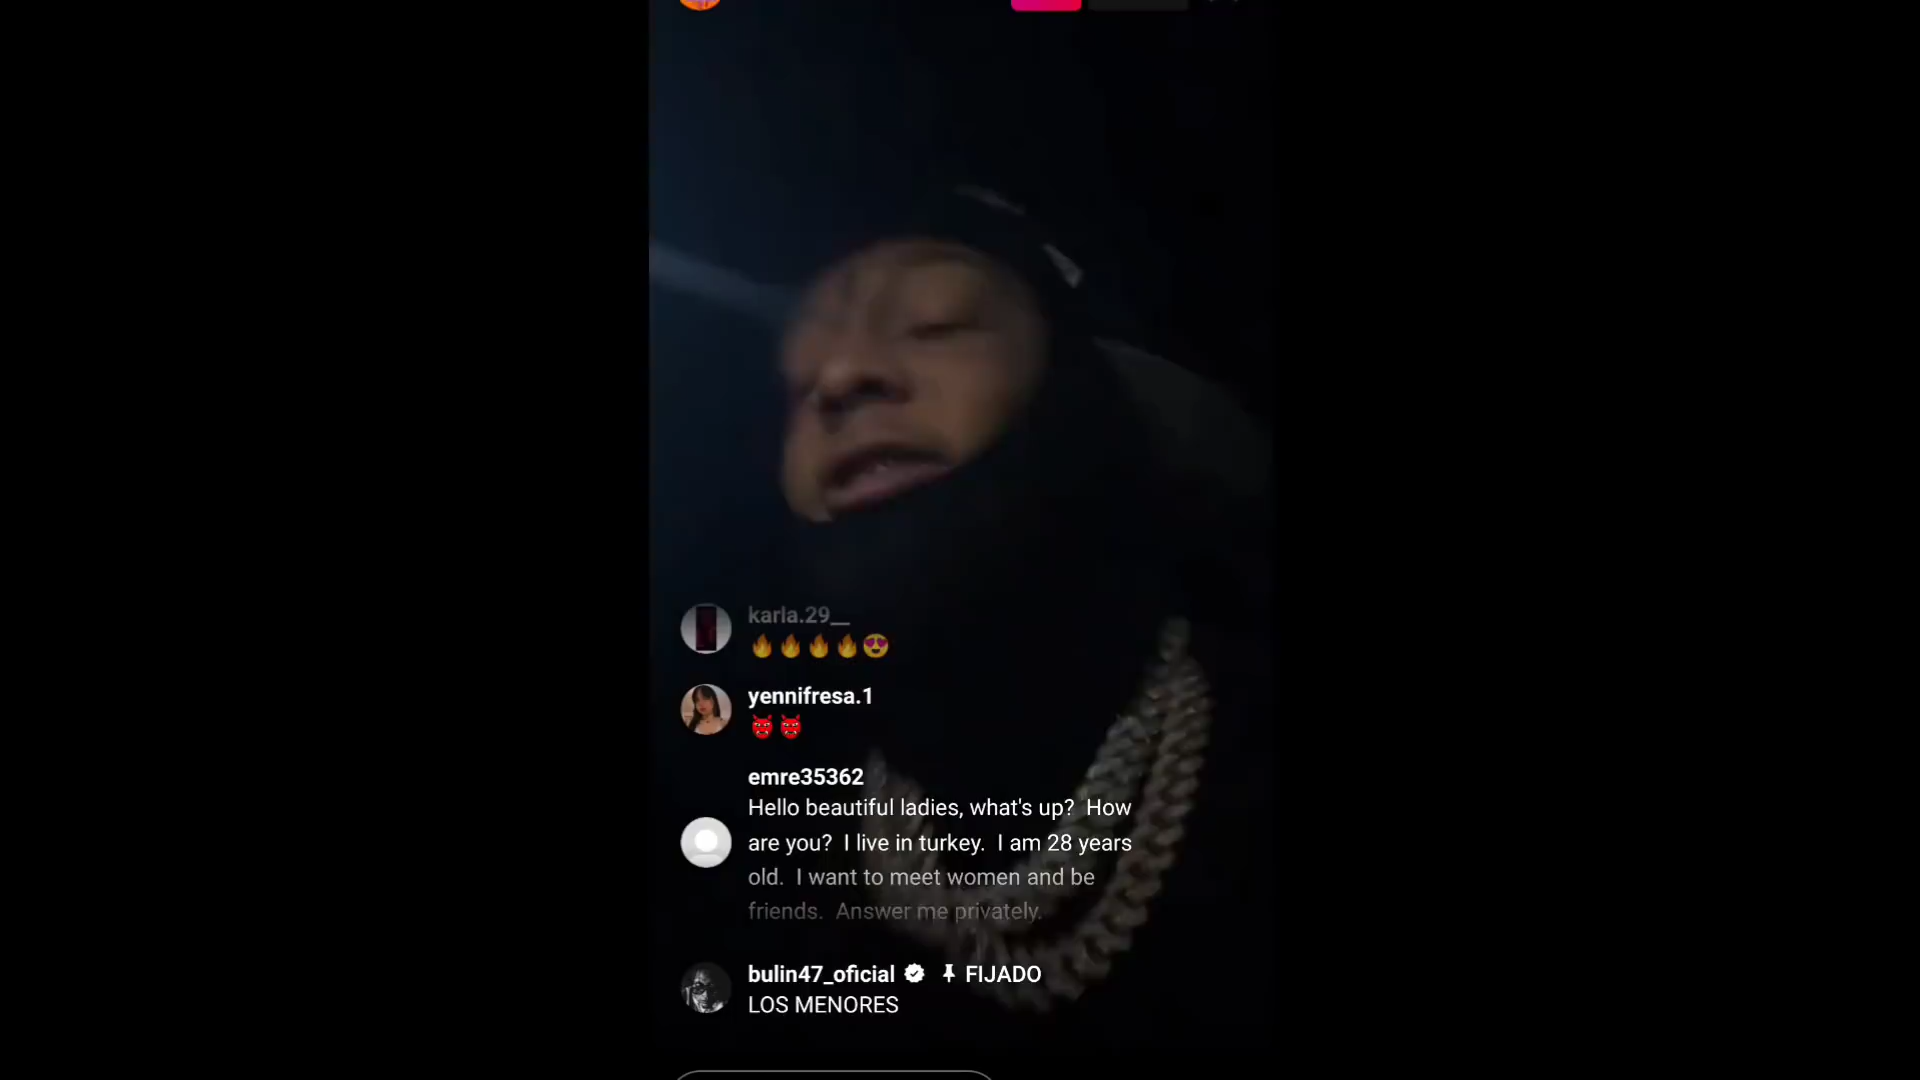 karla.29__
🔥🔥🔥🔥😍
yennifresa.1
👹👹
emre35362
Hello beautiful ladies, what's up?  How
are you?  I live in turkey.  I am 28 years
old.  I want to meet women and be
friends.  Answer me privately.
bulin47_oficial FIJADO
LOS MENORES